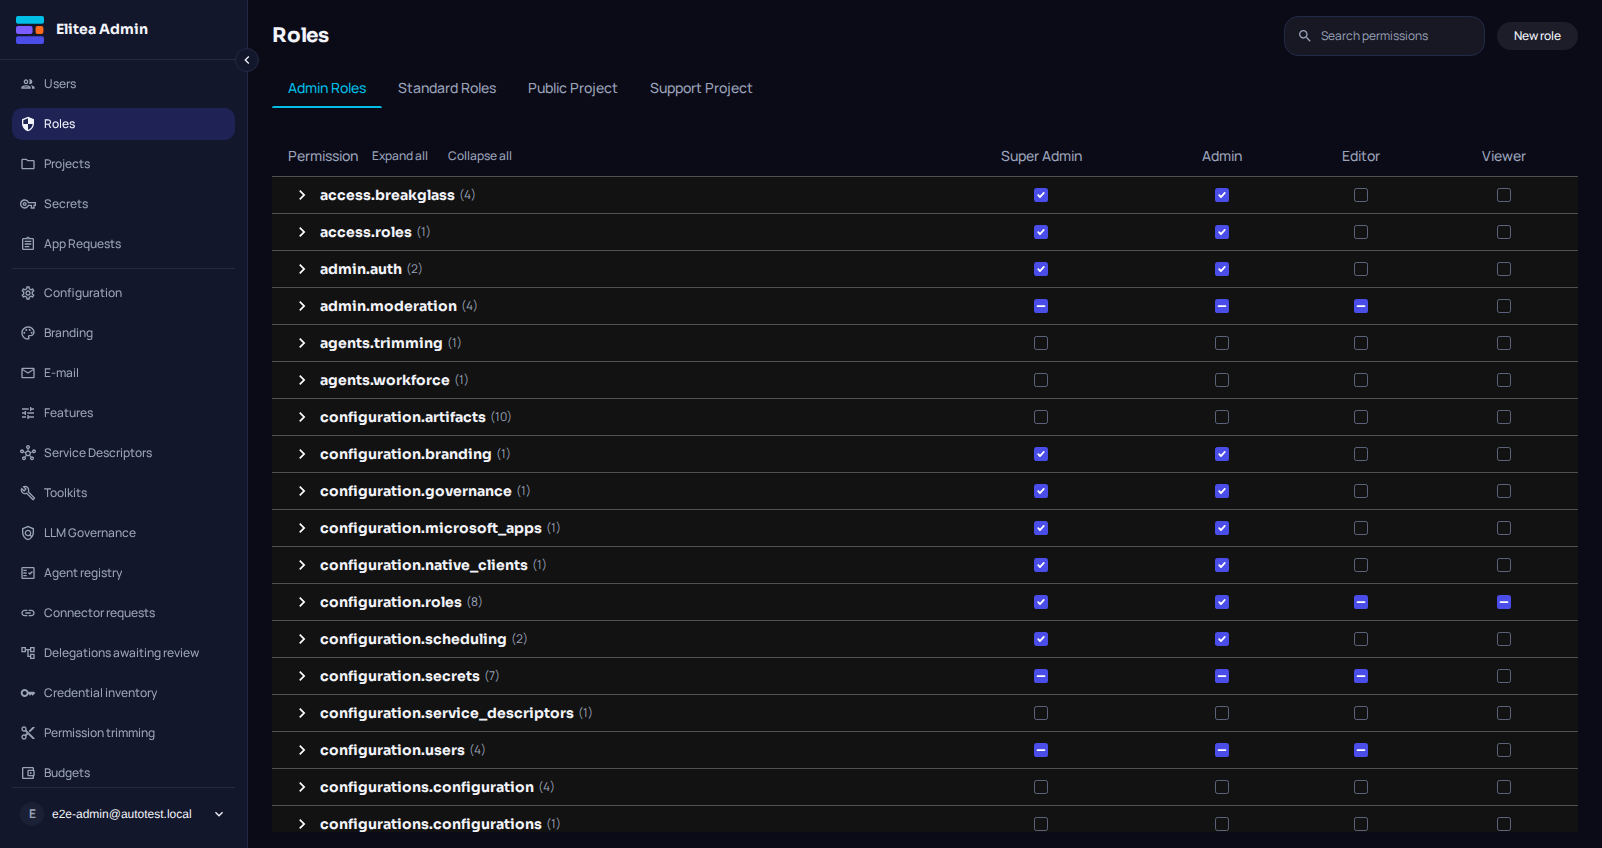 Elitea Admin
Users
Roles
Projects
Secrets
App Requests
Configuration
Branding
E-mail
Features
Service Descriptors
Toolkits
LLM Governance
Agent registry
Connector requests
Delegations awaiting review
Credential inventory
Permission trimming
Budgets
E e2e-admin@autotest.local
Roles
Search permissions
New role
Admin Roles Standard Roles Public Project Support Project
Permission Expand all Collapse all Super Admin Admin Editor Viewer
access.breakglass (4)
access.roles (1)
admin.auth (2)
admin.moderation (4)
agents.trimming (1)
agents.workforce (1)
configuration.artifacts (10)
configuration.branding (1)
configuration.governance (1)
configuration.microsoft_apps (1)
configuration.native_clients (1)
configuration.roles (8)
configuration.scheduling (2)
configuration.secrets (7)
configuration.service_descriptors (1)
configuration.users (4)
configurations.configuration (4)
configurations.configurations (1)